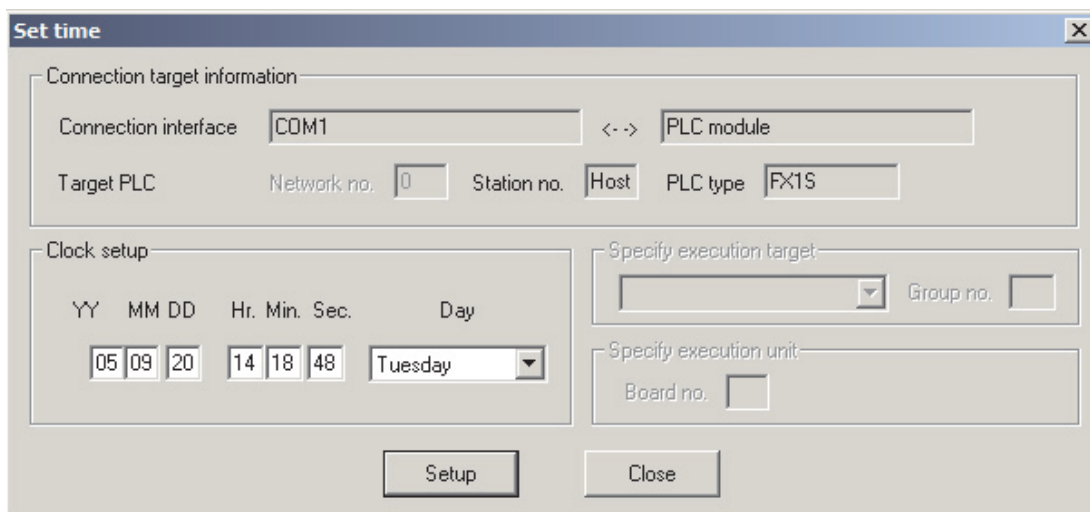 Set time
Connection target information
Connection interface COM1 <--> PLC module
Target PLC Network no. 0 Station no. Host PLC type FX1S
Clock setup
YY MM DD Hr. Min. Sec. Day
05 09 20 14 18 48 Tuesday
Specify execution target
Group no.
Specify execution unit
Board no.
Setup Close